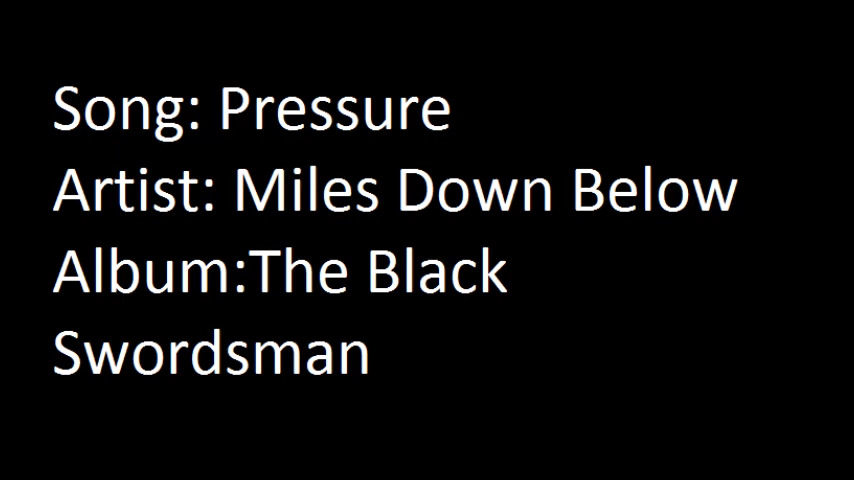 Song: Pressure
Artist: Miles Down Below
Album:The Black
Swordsman